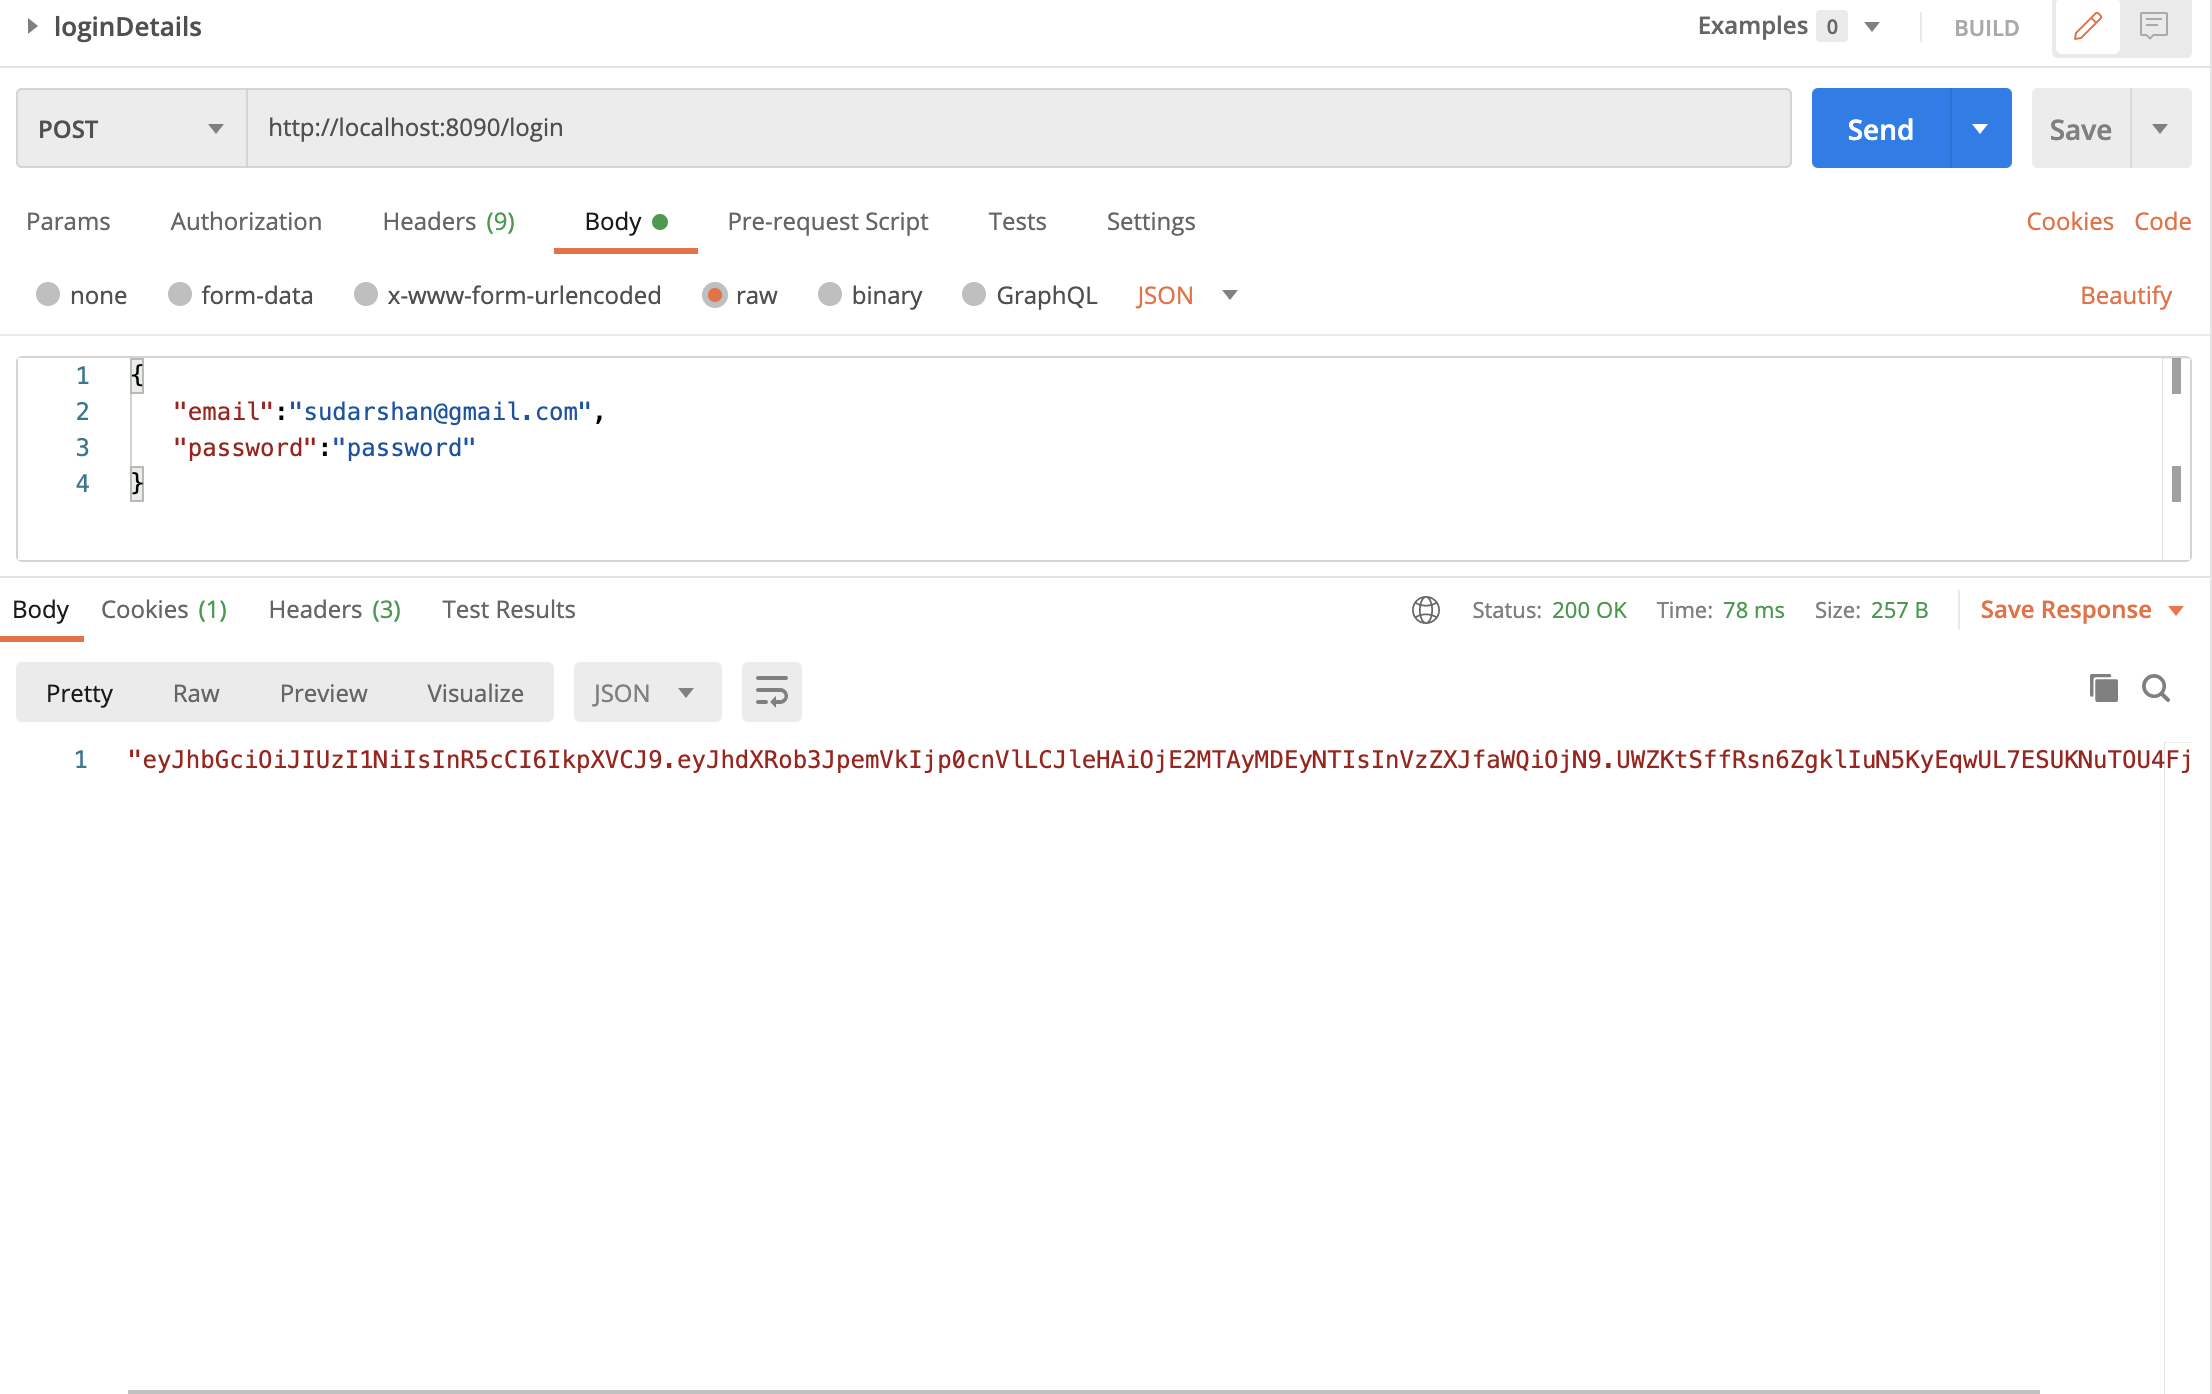 loginDetails Examples 0 BUILD
POST http://localhost:8090/login Send Save
Params Authorization Headers (9) Body Pre-request Script Tests Settings Cookies Code
none form-data x-www-form-urlencoded raw binary GraphQL JSON Beautify
1 {
2 "email":"sudarshan@gmail.com",
3 "password":"password"
4 }
Body Cookies (1) Headers (3) Test Results Status: 200 OK Time: 78 ms Size: 257 B Save Response
Pretty Raw Preview Visualize JSON
1 "eyJhbGciOiJIUzI1NiIsInR5cCI6IkpXVCJ9.eyJhdXRob3JpemVkIjp0cnVlLCJleHAiOjE2MTAyMDEyNTIsInVzZXJfaWQiOjN9.UWZKtSffRsn6ZgklIuN5KyEqwUL7ESUKNuTOU4Fj